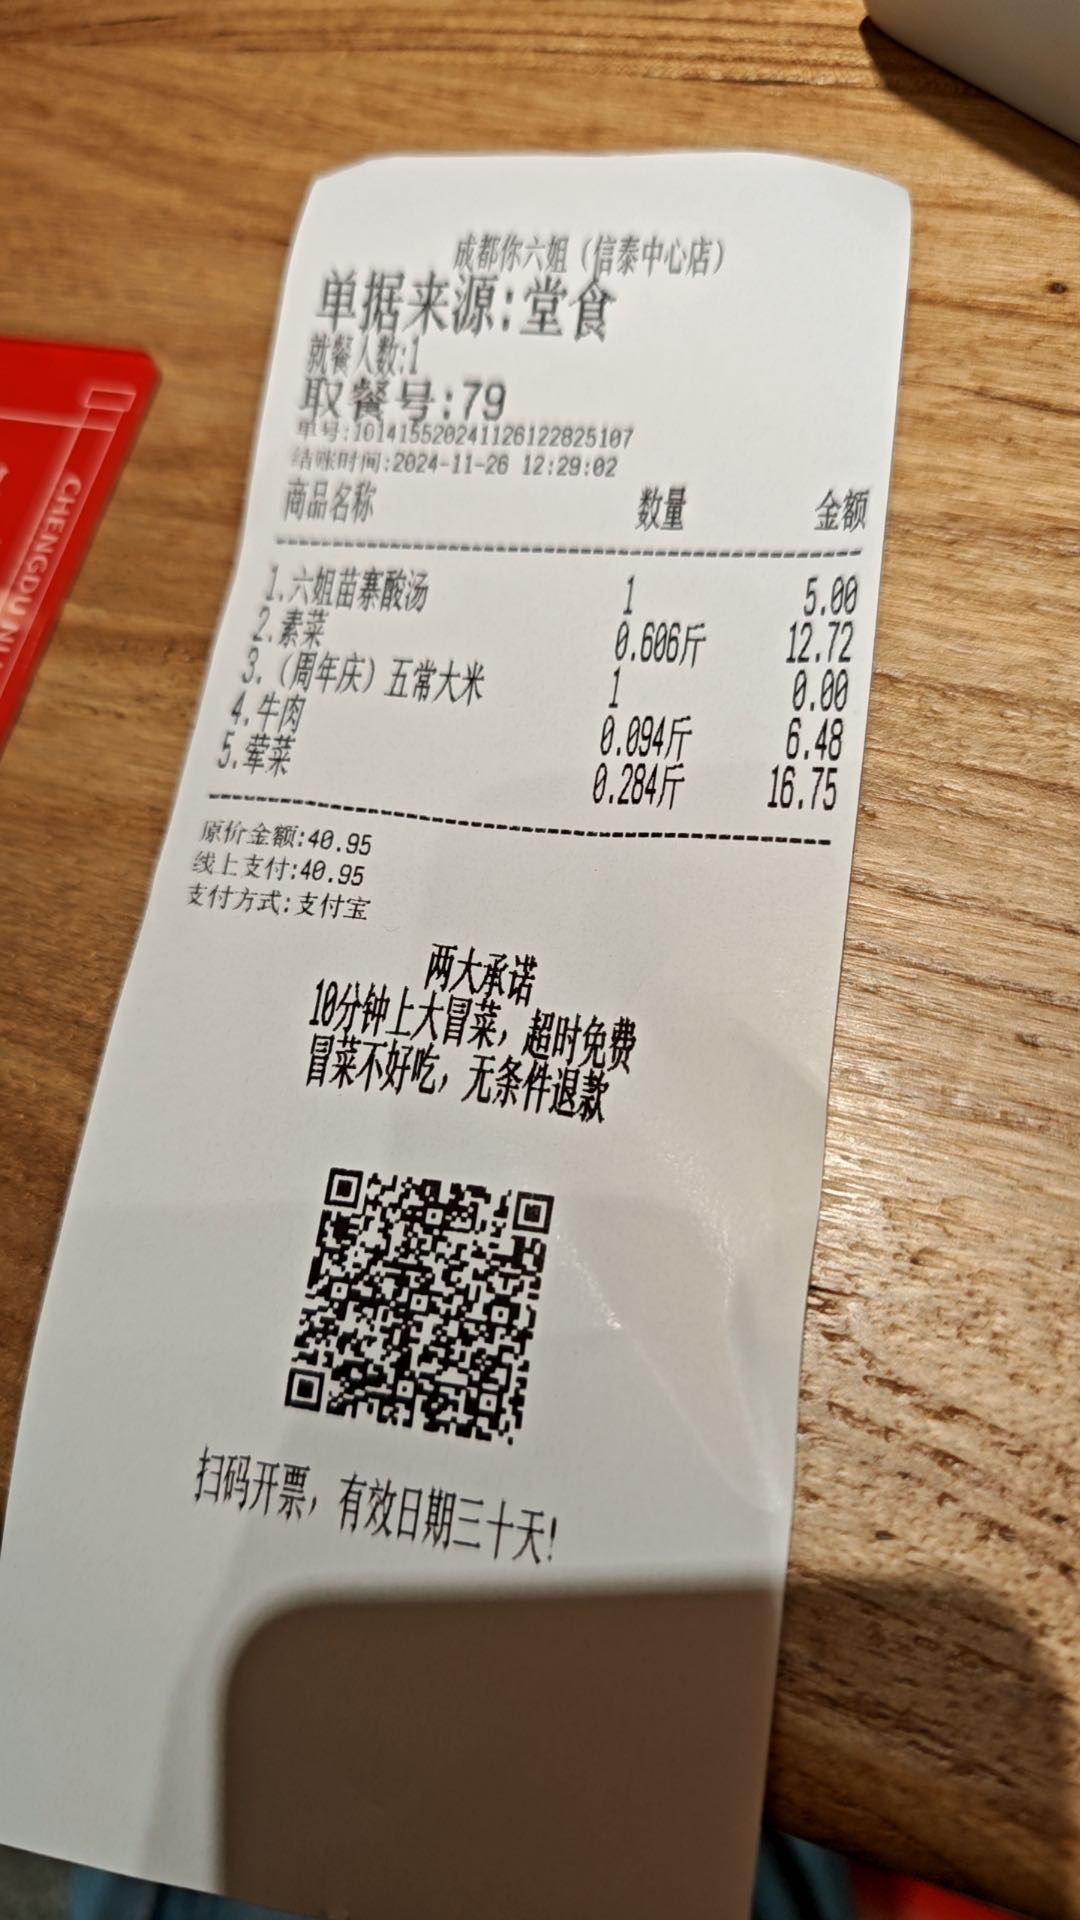 成都你六姐（信泰中心店）
单据来源:堂食
就餐人数:1
取餐号:79
单号:10141552024112612282510​7
结账时间:2024-11-26 12:29:02
商品名称 数量 金额
1.六姐苗寨酸汤 1 5.00
2.素菜 0.606斤 12.72
3.（周年庆）五常大米 1 0.00
4.牛肉 0.094斤 6.48
5.荤菜 0.284斤 16.75
原价金额:40.95
线上支付:40.95
支付方式:支付宝
两大承诺
10分钟上大冒菜，超时免费
冒菜不好吃，无条件退款
扫码开票，有效日期三十天!
CHENGDU